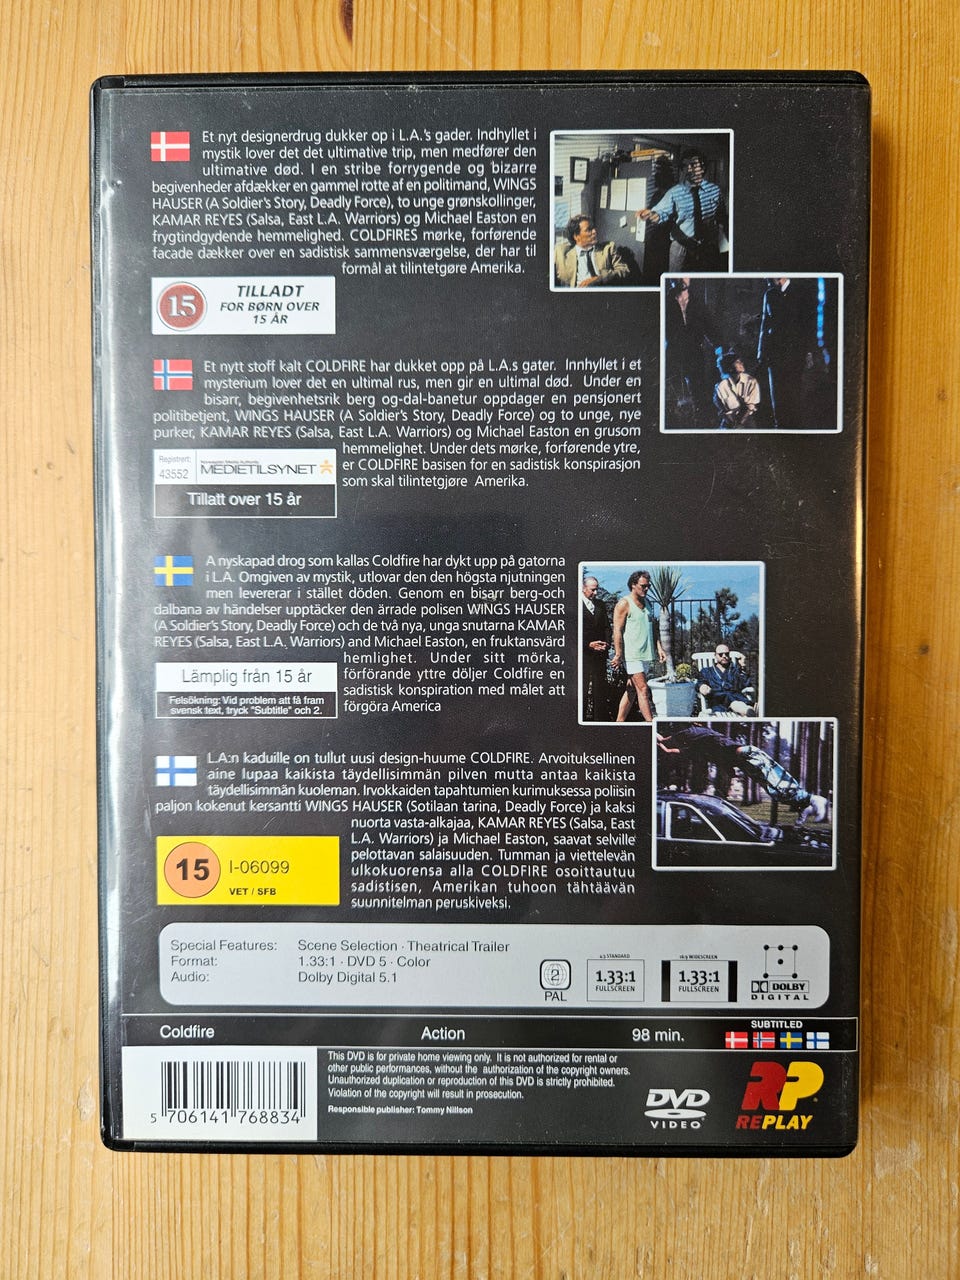 Et nyt designerdrug dukker op i L.A.'s gader. Indhyllet i
mystik lover det det ultimative trip, men medfører den
ultimative død. I en stribe forrygende og bizarre
begivenheder afdækker en gammel rotte af en politimand, WINGS
HAUSER (A Soldier's Story, Deadly Force), to unge grønskollinger,
KAMAR REYES (Salsa, East L.A. Warriors) og Michael Easton en
frygtindgydende hemmelighed. COLDFIRES mørke, forførende
facade dækker over en sadistisk sammensværgelse, der har til
formål at tilintetgøre Amerika.
15
TILLADT
FOR BØRN OVER
15 ÅR
Et nytt stoff kalt COLDFIRE har dukket opp på L.A.s gater. Innhyllet i et
mysterium lover det en ultimal rus, men gir en ultimal død. Under en
bisarr, begivenhetsrik berg og-dal-banetur oppdager en pensjonert
politibetjent, WINGS HAUSER (A Soldier's Story, Deadly Force) og to unge, nye
purker, KAMAR REYES (Salsa, East L.A. Warriors) og Michael Easton en grusom
hemmelighet. Under dets mørke, forførende ytre,
er COLDFIRE basisen for en sadistisk konspirasjon
som skal tilintetgjøre Amerika.
Registrert:
43552
Norwegian Media Authority
MEDIETILSYNET
Tillatt over 15 år
A nyskapad drog som kallas Coldfire har dykt upp på gatorna
i L.A. Omgiven av mystik, utlovar den den högsta njutningen
men levererar i stället döden. Genom en bisarr berg-och
dalbana av händelser upptäcker den ärrade polisen WINGS HAUSER
(A Soldier's Story, Deadly Force) och de två nya, unga snutarna KAMAR
REYES (Salsa, East L.A. Warriors) and Michael Easton, en fruktansvärd
hemlighet. Under sitt mörka,
förförande yttre döljer Coldfire en
sadistisk konspiration med målet att
förgöra America
Lämplig från 15 år
Felsökning: Vid problem att få fram
svensk text, tryck "Subtitle" och 2.
L.A:n kaduille on tullut uusi design-huume COLDFIRE. Arvoituksellinen
aine lupaa kaikista täydellisimmän pilven mutta antaa kaikista
täydellisimmän kuoleman. Irvokkaiden tapahtumien kurimuksessa poliisin
paljon kokenut kersantti WINGS HAUSER (Sotilaan tarina, Deadly Force) ja kaksi
nuorta vasta-alkajaa, KAMAR REYES (Salsa, East
L.A. Warriors) ja Michael Easton, saavat selville
pelottavan salaisuuden. Tumman ja viettelevän
ulkokuorensa alla COLDFIRE osoittautuu
sadistisen, Amerikan tuhoon tähtäävän
suunnitelman peruskiveksi.
15
I-06099
VET / SFB
Special Features: Scene Selection · Theatrical Trailer
Format: 1.33:1 · DVD 5 · Color
Audio: Dolby Digital 5.1
2
PAL
4:3 STANDARD
1.33:1
FULLSCREEN
16:9 WIDESCREEN
1.33:1
FULLSCREEN
DOLBY
DIGITAL
Coldfire Action 98 min.
SUBTITLED
5 706141 768834
This DVD is for private home viewing only. It is not authorized for rental or
other public performances, without the authorization of the copyright owners.
Unauthorized duplication or reproduction of this DVD is strictly prohibited.
Violation of the copyright will result in prosecution.
Responsible publisher: Tommy Nillson
DVD
VIDEO
RP
REPLAY